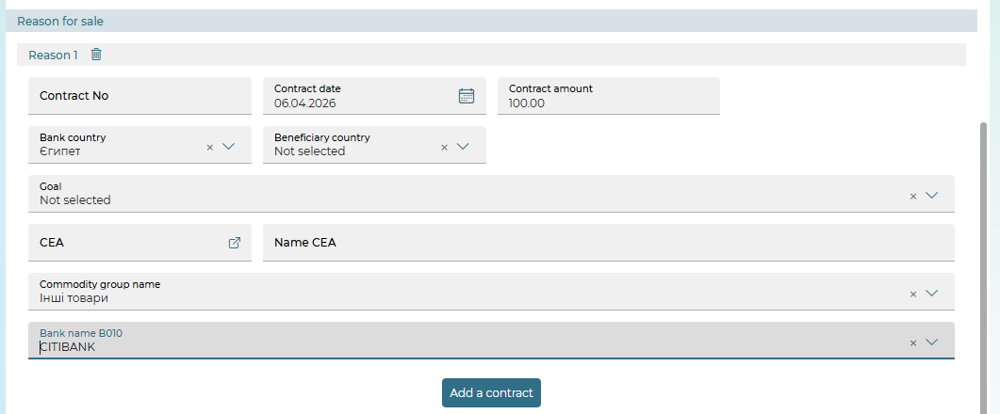 Reason for sale
Reason 1
Contract No
Contract date
06.04.2026
Contract amount
100.00
Bank country
Єгипет
Beneficiary country
Not selected
Goal
Not selected
CEA
Name CEA
Commodity group name
Інші товари
Bank name B010
CITIBANK
Add a contract